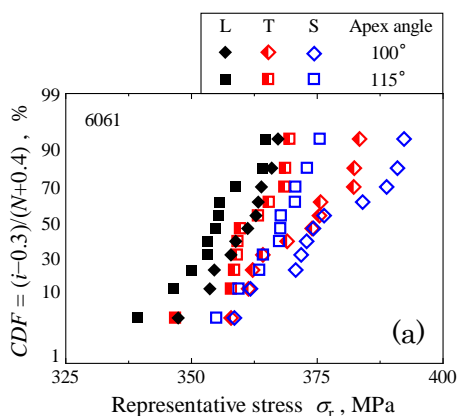 L T S Apex angle
100°
115°
99
90
70
50
30
10
1
CDF = (i−0.3)/(N+0.4) , %
6061
(a)
325 350 375 400
Representative stress σr , MPa